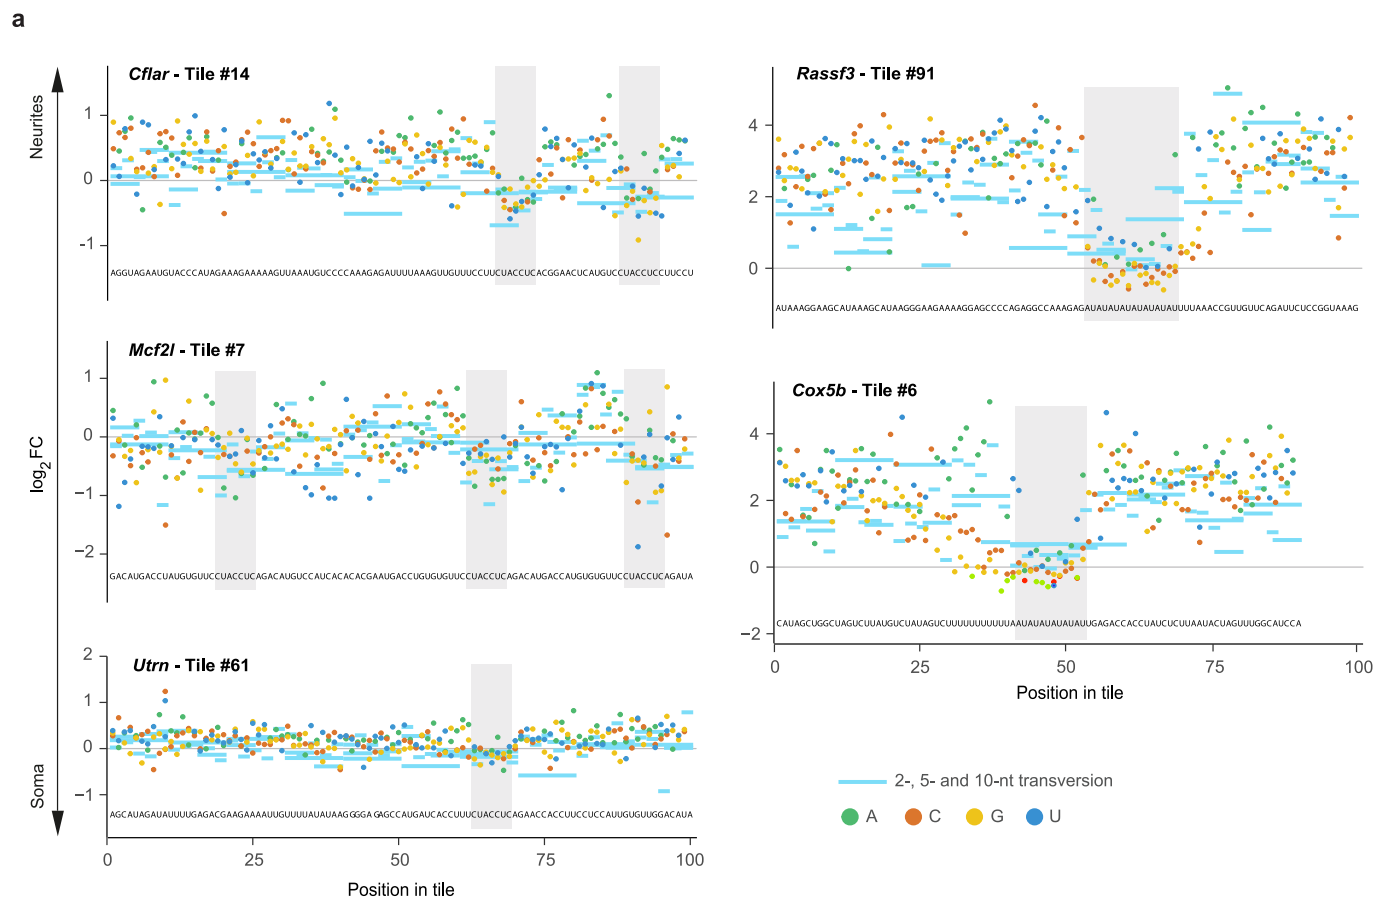 a
Neurites
log2 FC
Soma
Cflar - Tile #14
1
0
-1
AGGUAGAAUGUACCCAUAGAAAGAAAAAGUUAAAUGUCCCCAAAGAGAUUUUAAAGUUGUUUCCUUCUACCUCACGGAACUCAUGUCCUACCUCCUUCCU
Mcf2l - Tile #7
1
0
−1
−2
GACAUGACCUAUGUGUUCCUACCUCAGACAUGUCCAUCACACACGAAUGACCUGUGUGUUCCUACCUCAGACAUGACCAUGUGUGUUCCUACCUCAGAUA
Utrn - Tile #61
2
1
0
−1
AGCAUAGAUAUUUUGAGACGAAGAAAAUUGUUUUAUAUAAGGGGAGAGCCAUGAUCACCUUUCUACCUCAGAACCACCUUCCUCCAUUGUGUUGGACAUA
0 25 50 75 100
Position in tile
Rassf3 - Tile #91
4
2
0
AUAAAGGAAGCAUAAAGCAUAAGGGAAGAAAAGGAGCCCCAGAGGCCAAAGAGAUAUAUAUAUAUAUAUUUUAAACCGUUGUUCAGAUUCUCCGGUAAAG
Cox5b - Tile #6
4
2
0
−2
CAUAGCUGGCUAGUCUUAUGUCUAUAGUCUUUUUUUUUUUAAUAUAUAUAUAUUGAGACCACCUAUCUCUUAAUACUAGUUUGGCAUCCA
0 25 50 75 100
Position in tile
2-, 5- and 10-nt transversion
A C G U